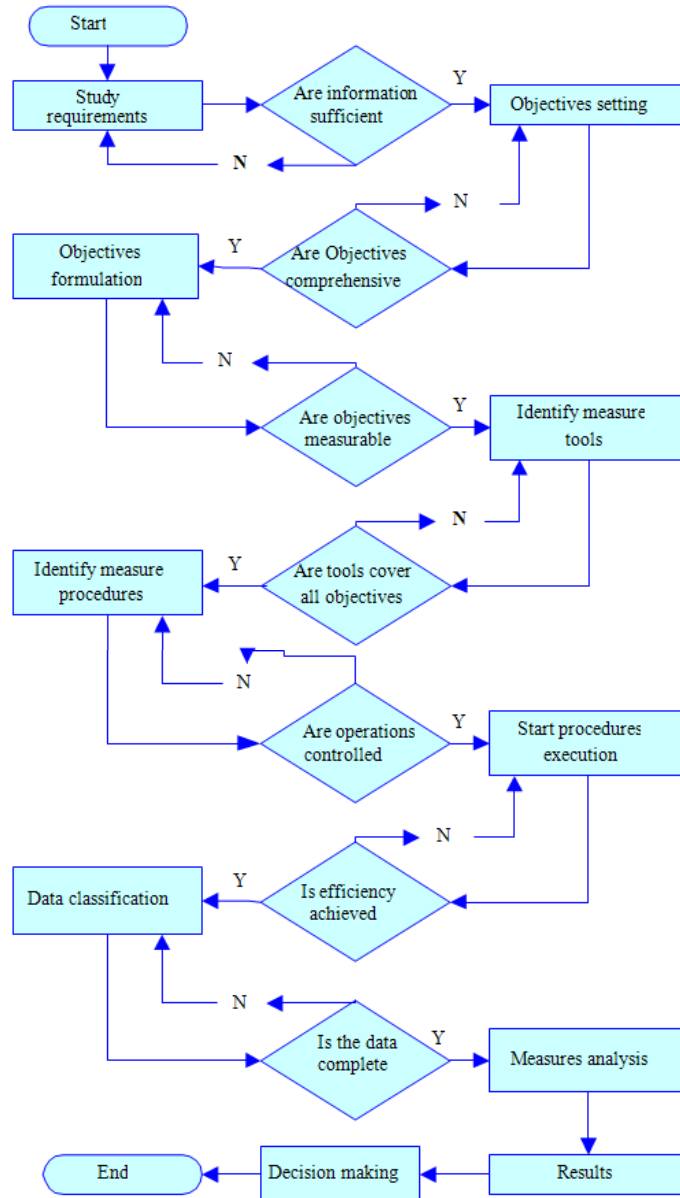 Start
Study
requirements
Are information
sufficient
Y
Objectives setting
N
N
Objectives
formulation
Y
Are Objectives
comprehensive
N
Are objectives
measurable
Y
Identify measure
tools
N
Identify measure
procedures
Y
Are tools cover
all objectives
N
Are operations
controlled
Y
Start procedures
execution
N
Data classification
Y
Is efficiency
achieved
N
Is the data
complete
Y
Measures analysis
End
Decision making
Results